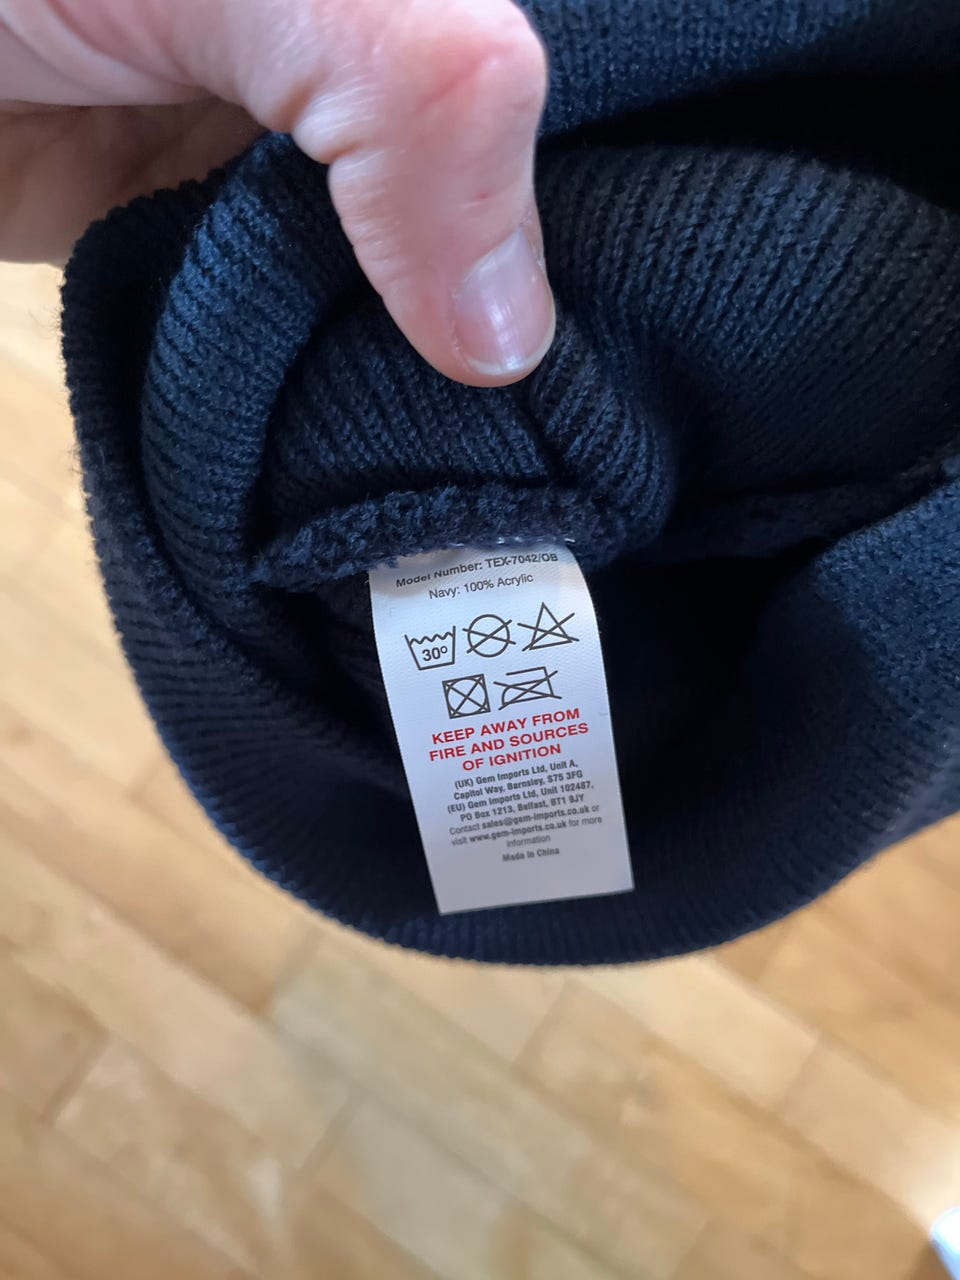 Model Number: TEX-7042/OB
Navy: 100% Acrylic
30º
KEEP AWAY FROM
FIRE AND SOURCES
OF IGNITION
(UK) Gem Imports Ltd, Unit A,
Capitol Way, Barnsley, S75 3FG
(EU) Gem Imports Ltd, Unit 102487,
PO Box 1213, Belfast, BT1 9JY
Contact sales@gem-imports.co.uk or
visit www.gem-imports.co.uk for more
information
Made in China